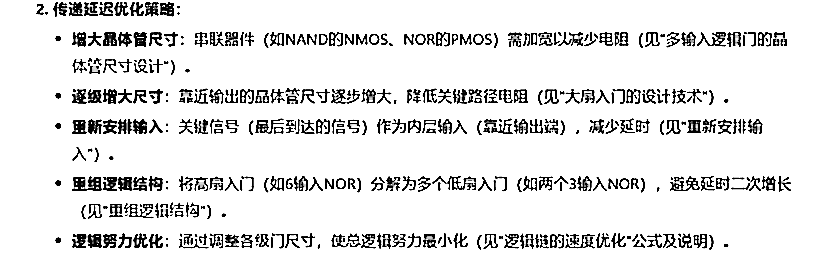 2. 传递延迟优化策略：
• 增大晶体管尺寸：串联器件（如NAND的NMOS、NOR的PMOS）需加宽以减少电阻（见"多输入逻辑门的晶
体管尺寸设计"）。
• 逐级增大尺寸：靠近输出的晶体管尺寸逐步增大，降低关键路径电阻（见"大扇入门的设计技术"）。
• 重新安排输入：关键信号（最后到达的信号）作为内层输入（靠近输出端），减少延时（见"重新安排输
入"）。
• 重组逻辑结构：将高扇入门（如6输入NOR）分解为多个低扇入门（如两个3输入NOR），避免延时二次增长
（见"重组逻辑结构"）。
• 逻辑努力优化：通过调整各级门尺寸，使总逻辑努力最小化（见"逻辑链的速度优化"公式及说明）。